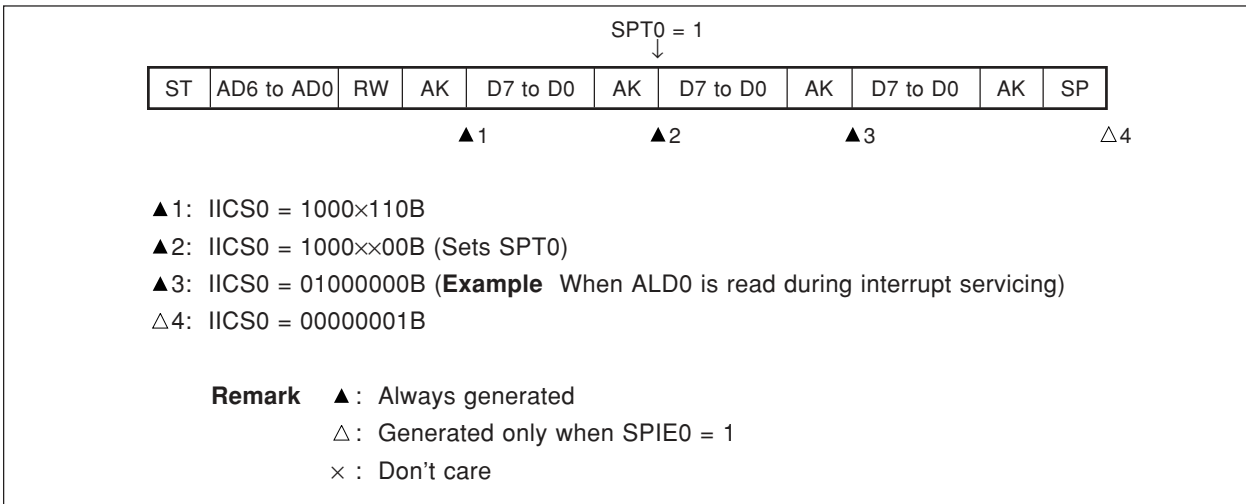 SPT0 = 1
↓
ST AD6 to AD0 RW AK D7 to D0 AK D7 to D0 AK D7 to D0 AK SP
▲1 ▲2 ▲3 △4
▲1: IICS0 = 1000×110B
▲2: IICS0 = 1000××00B (Sets SPT0)
▲3: IICS0 = 01000000B (Example When ALD0 is read during interrupt servicing)
△4: IICS0 = 00000001B
Remark ▲: Always generated
△: Generated only when SPIE0 = 1
×: Don't care